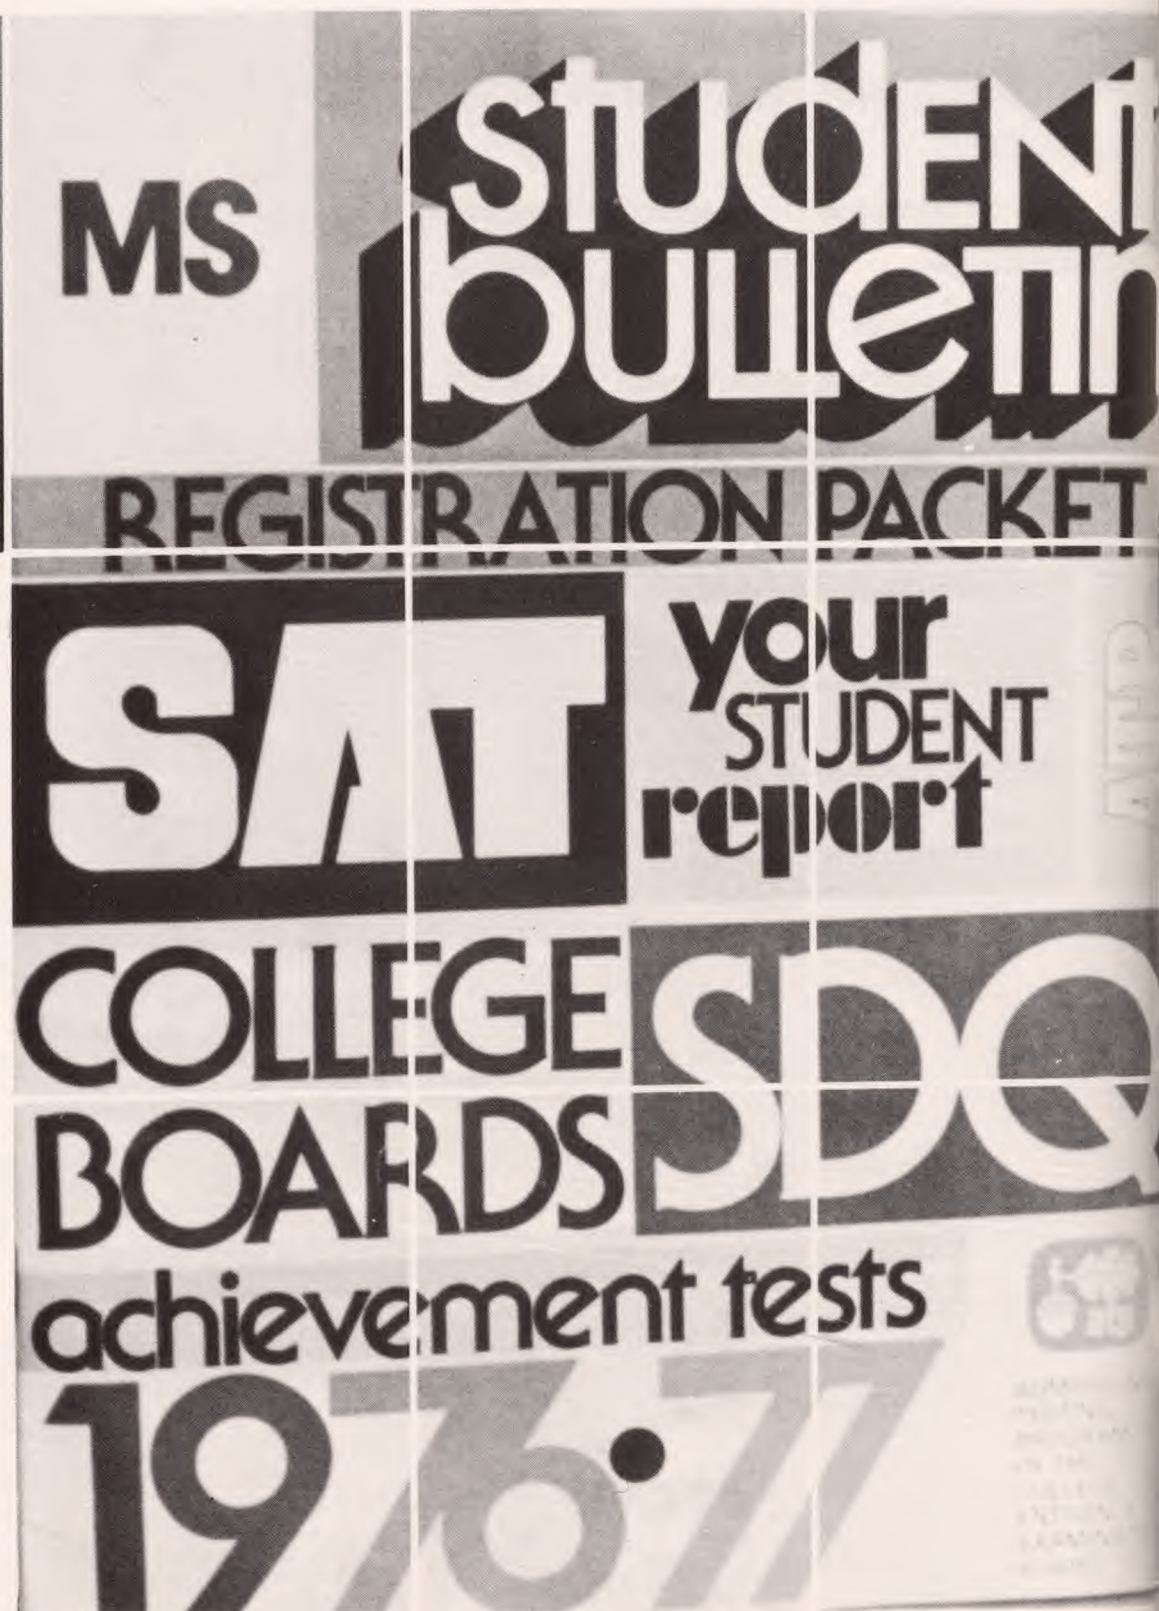 MS
STUDENT
BULLETIN
REGISTRATION PACKET
SAT
your
STUDENT
report
COLLEGE
BOARDS
SDQ
achievement tests
1976•77